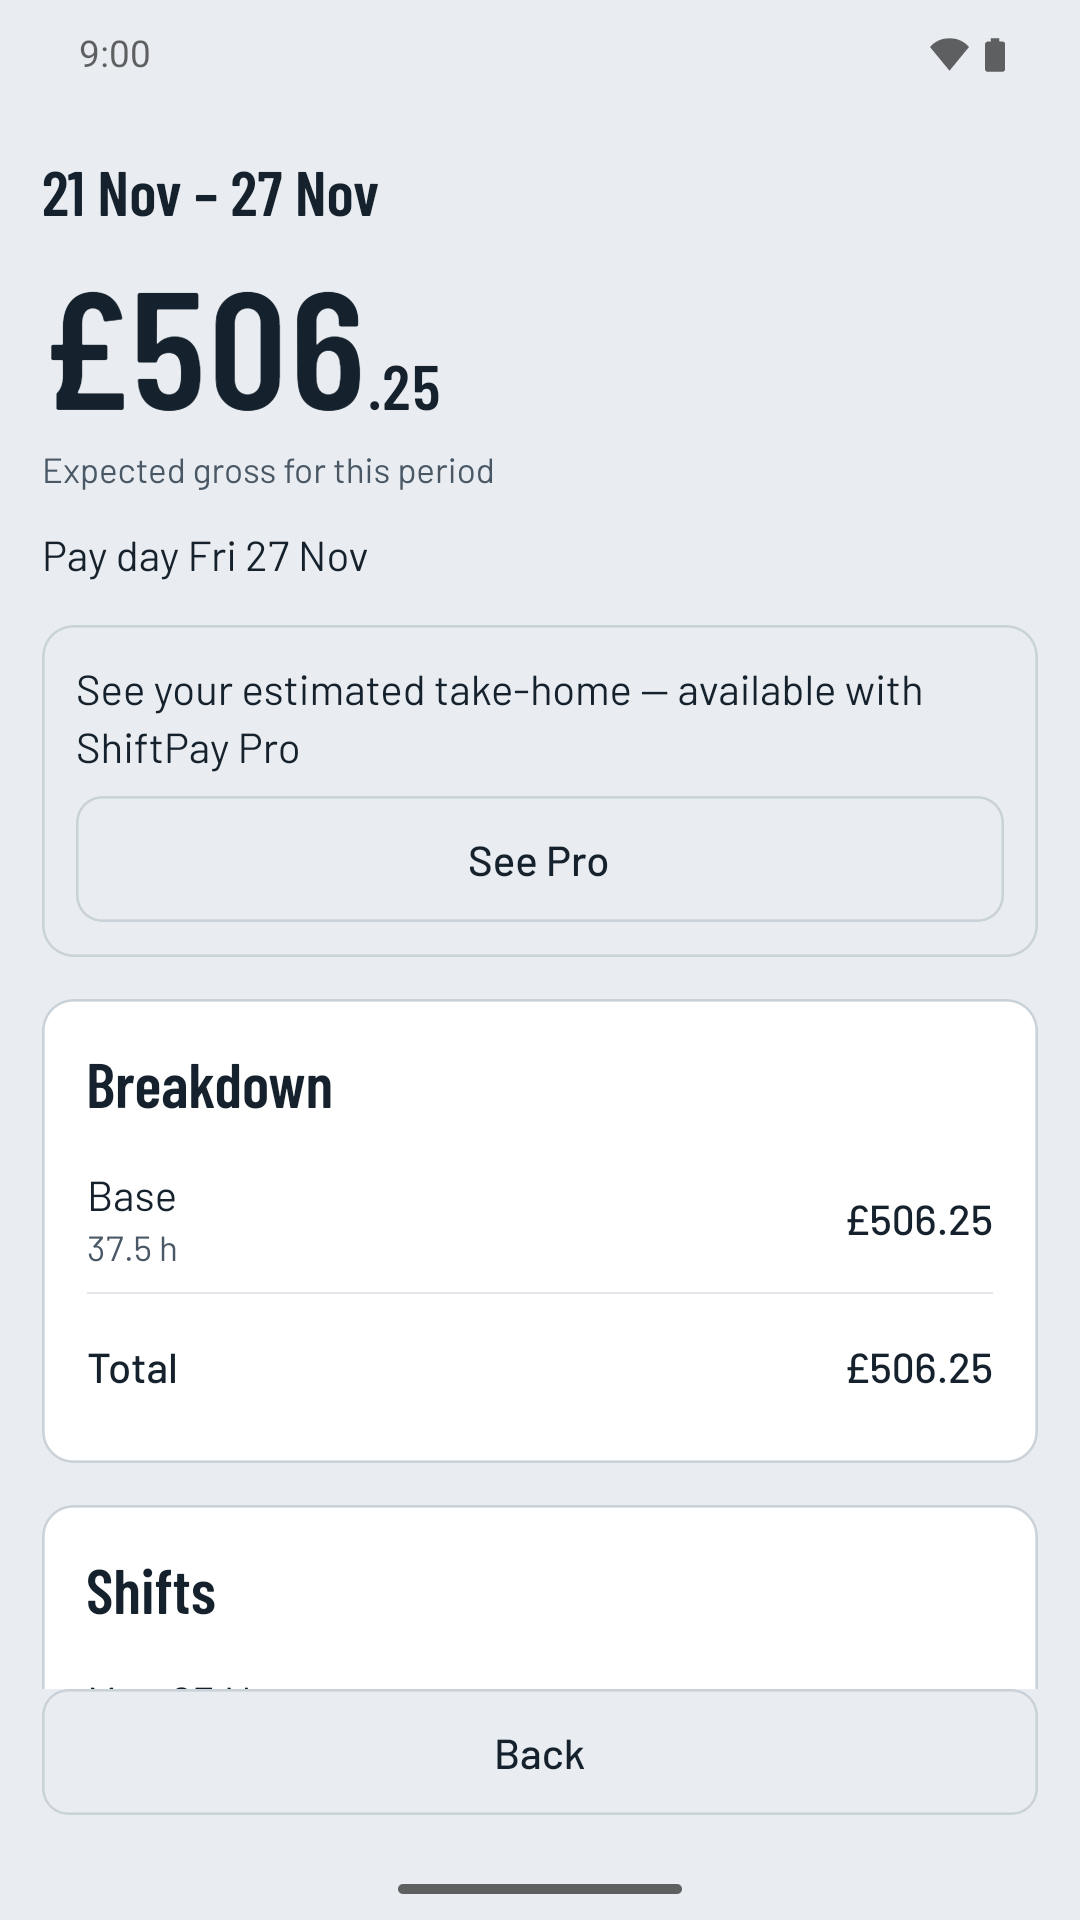 9:00
21 Nov – 27 Nov
£506.25
Expected gross for this period
Pay day Fri 27 Nov
See your estimated take-home — available with
ShiftPay Pro
See Pro
Breakdown
Base
£506.25
37.5 h
Total
£506.25
Shifts
Back